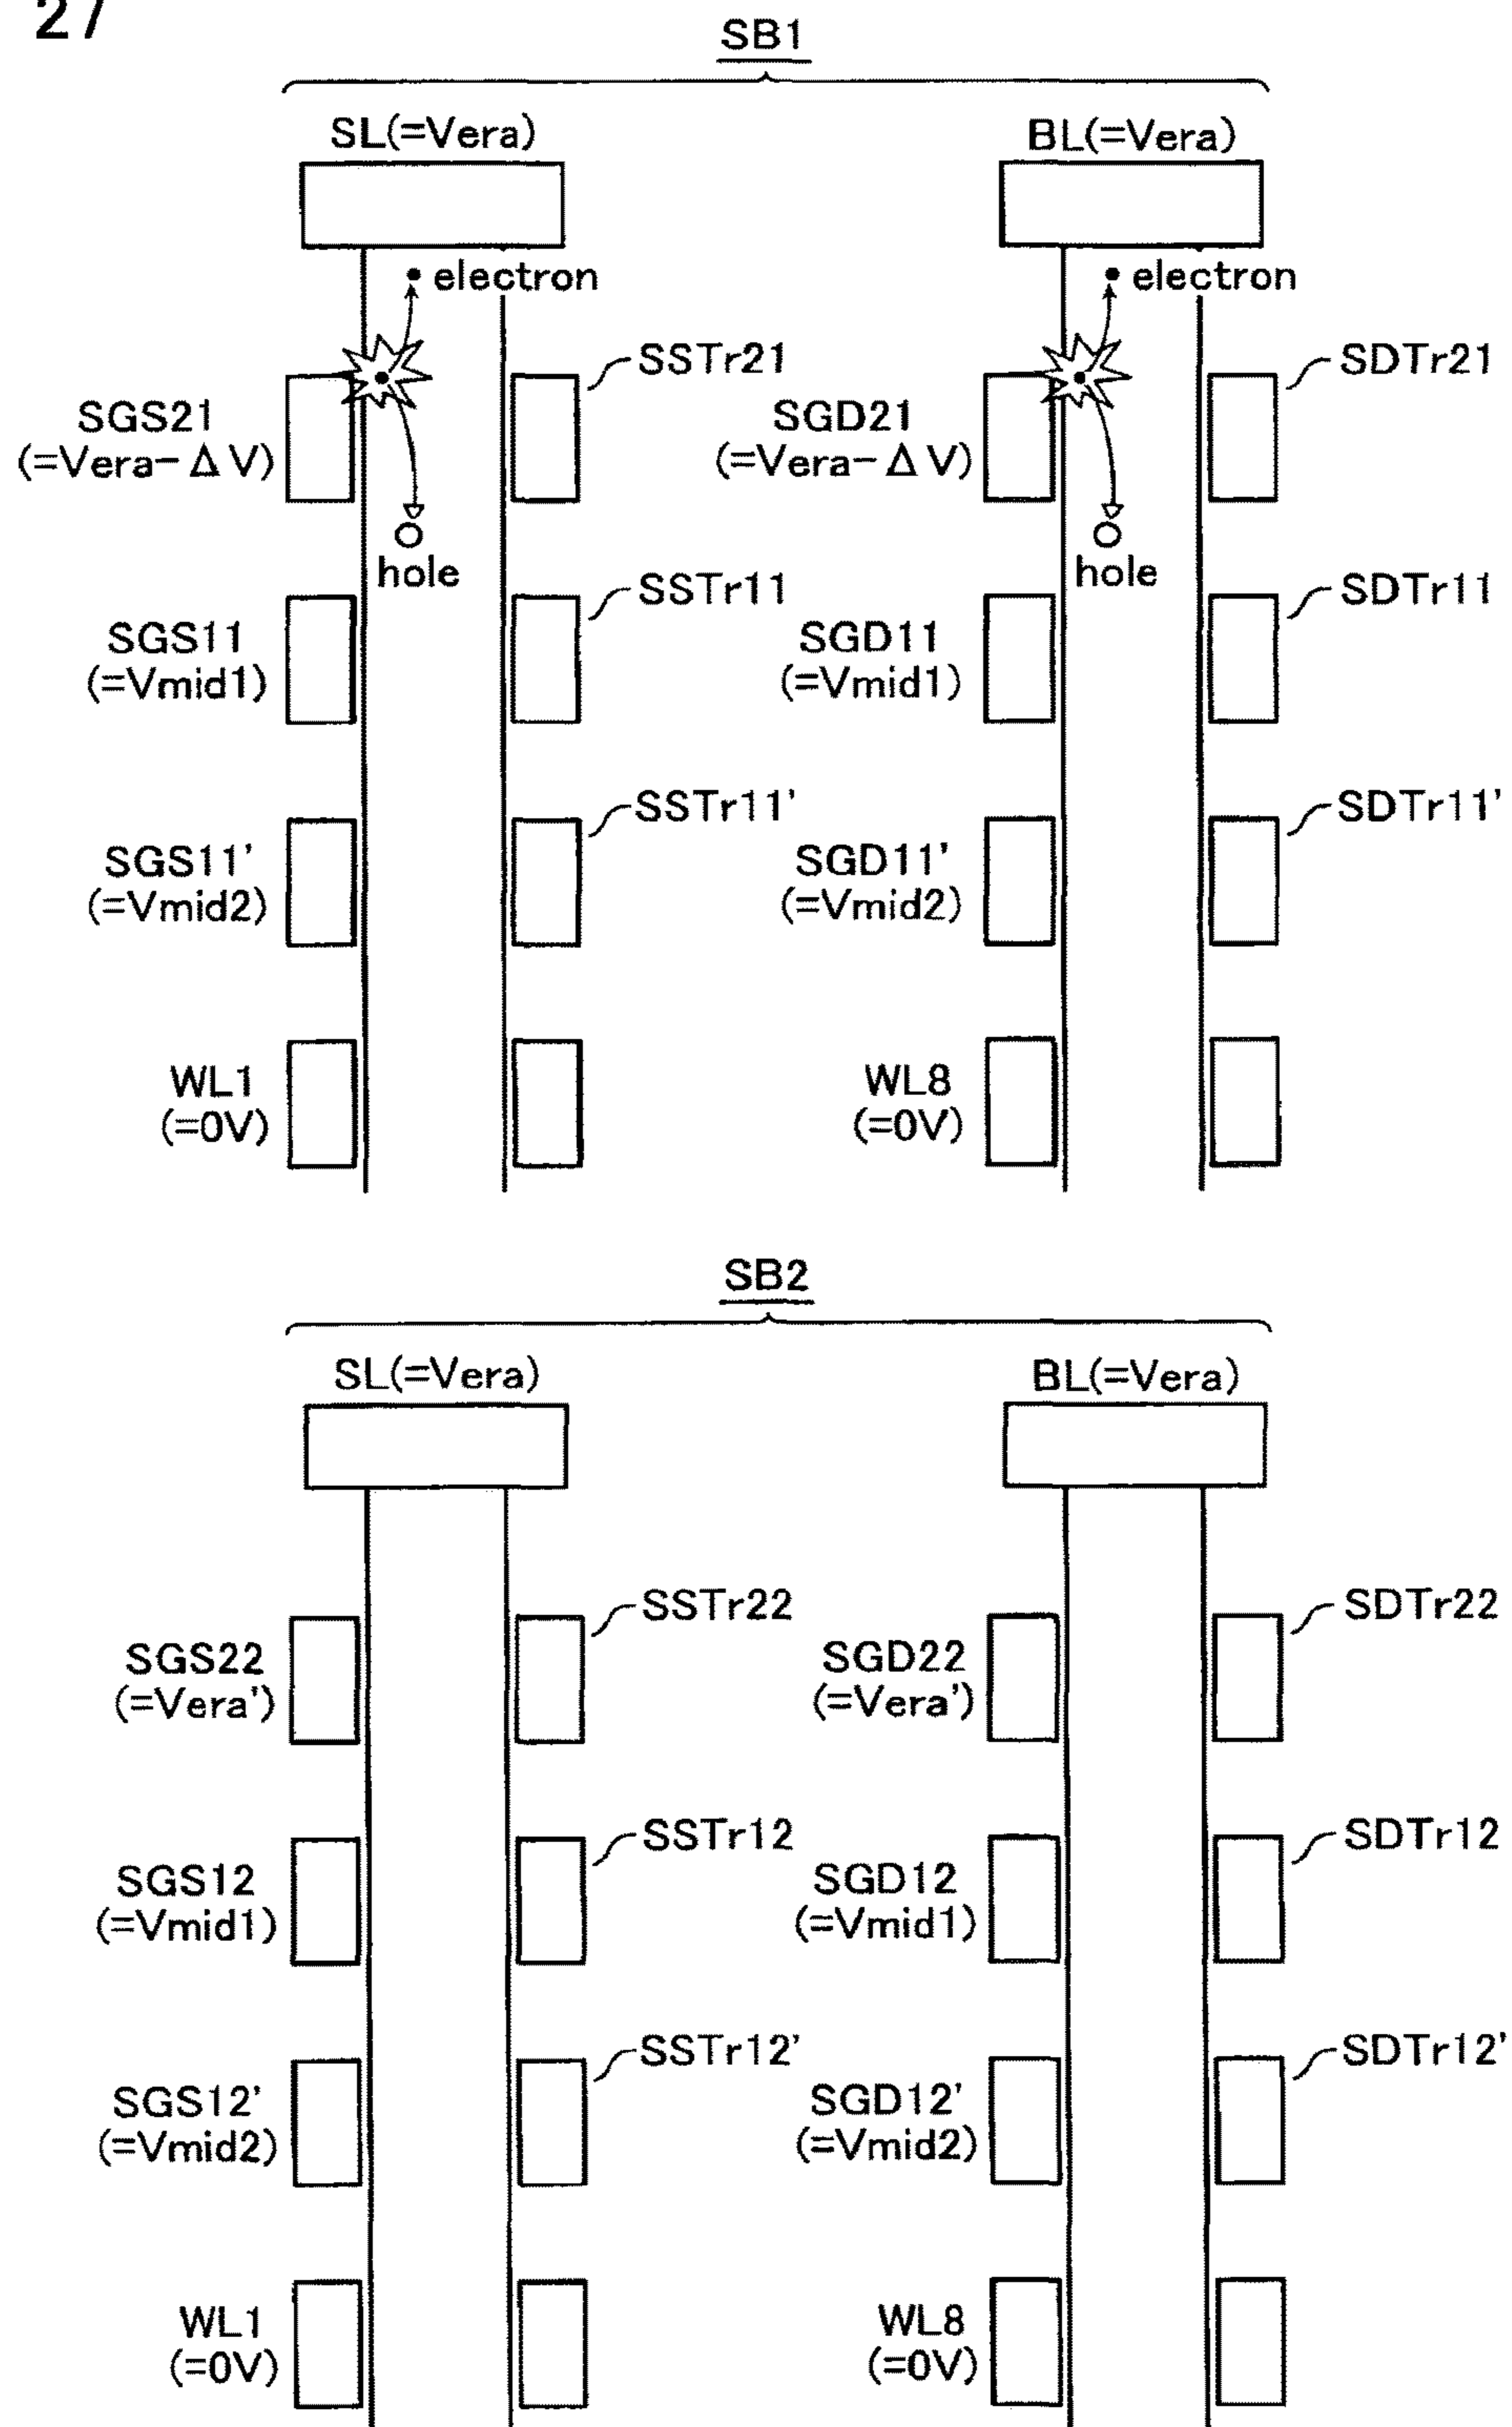 27
SB1
SL(=Vera)
BL(=Vera)
electron
electron
SSTr21
SDTr21
SGS21
(=Vera-ΔV)
SGD21
(=Vera-ΔV)
hole
hole
SSTr11
SDTr11
SGS11
(=Vmid1)
SGD11
(=Vmid1)
SSTr11'
SDTr11'
SGS11'
(=Vmid2)
SGD11'
(=Vmid2)
WL1
(=0V)
WL8
(=0V)
SB2
SL(=Vera)
BL(=Vera)
SSTr22
SDTr22
SGS22
(=Vera')
SGD22
(=Vera')
SSTr12
SDTr12
SGS12
(=Vmid1)
SGD12
(=Vmid1)
SSTr12'
SDTr12'
SGS12'
(=Vmid2)
SGD12'
(=Vmid2)
WL1
(=0V)
WL8
(=0V)